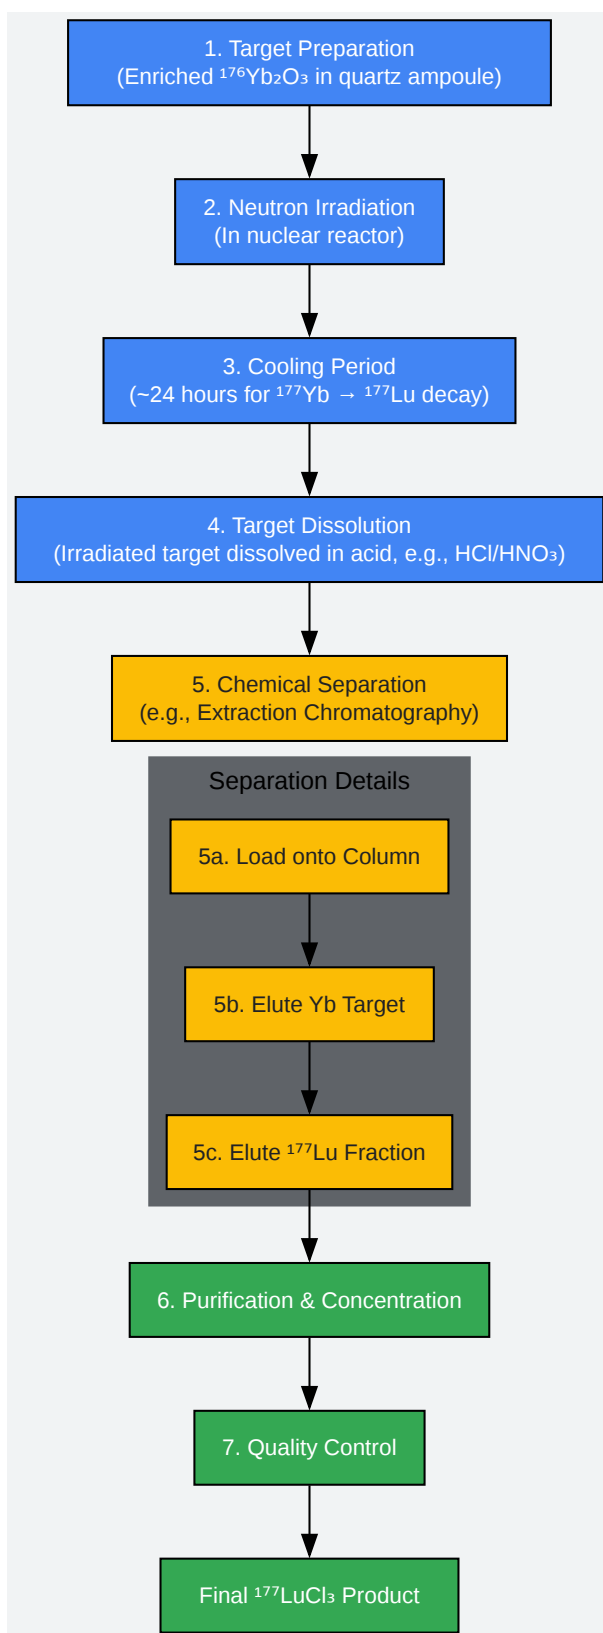 1. Target Preparation
(Enriched ¹⁷⁶Yb₂O₃ in quartz ampoule)
2. Neutron Irradiation
(In nuclear reactor)
3. Cooling Period
(~24 hours for ¹⁷⁷Yb → ¹⁷⁷Lu decay)
4. Target Dissolution
(Irradiated target dissolved in acid, e.g., HCl/HNO₃)
5. Chemical Separation
(e.g., Extraction Chromatography)
Separation Details
5a. Load onto Column
5b. Elute Yb Target
5c. Elute ¹⁷⁷Lu Fraction
6. Purification & Concentration
7. Quality Control
Final ¹⁷⁷LuCl₃ Product